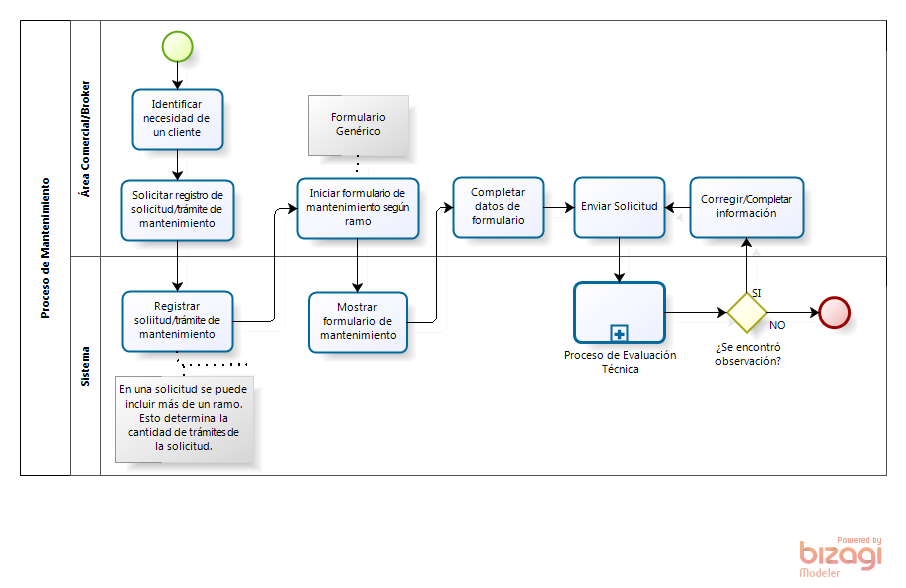 Proceso de Mantenimiento
Área Comercial/Broker
Identificar
necesidad de
un cliente
Solicitar registro de
solicitud/trámite de
mantenimiento
Formulario
Genérico
Iniciar formulario de
mantenimiento según
ramo
Completar
datos de
formulario
Enviar Solicitud
Corregir/Completar
información
Sistema
Registrar
soliitud/trámite de
mantenimiento
Mostrar
formulario de
mantenimiento
Proceso de Evaluación
Técnica
SI
NO
¿Se encontró
observación?
En una solicitud se puede
incluir más de un ramo.
Esto determina la
cantidad de trámites de
la solicitud.
Powered by
bizagi
Modeler